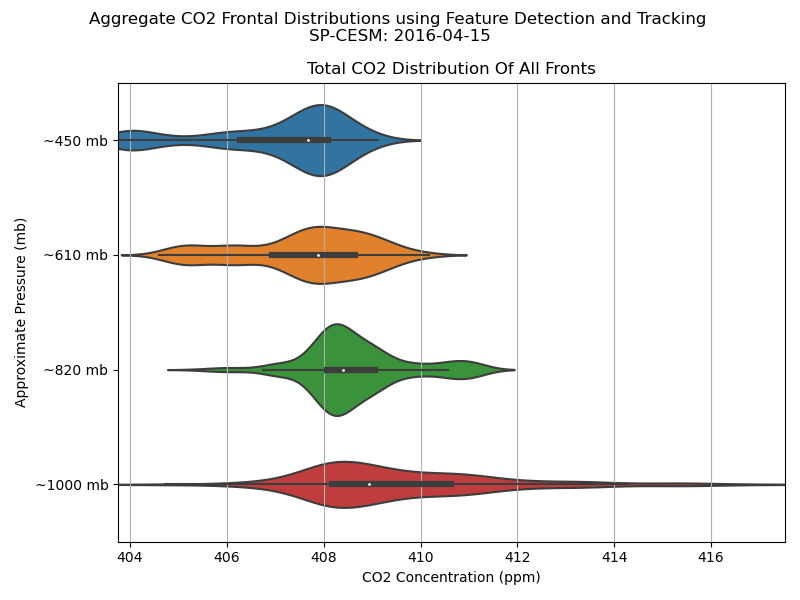 Aggregate CO2 Frontal Distributions using Feature Detection and Tracking
SP-CESM: 2016-04-15
Total CO2 Distribution Of All Fronts
~450 mb
~610 mb
~820 mb
~1000 mb
Approximate Pressure (mb)
404 406 408 410 412 414 416
CO2 Concentration (ppm)